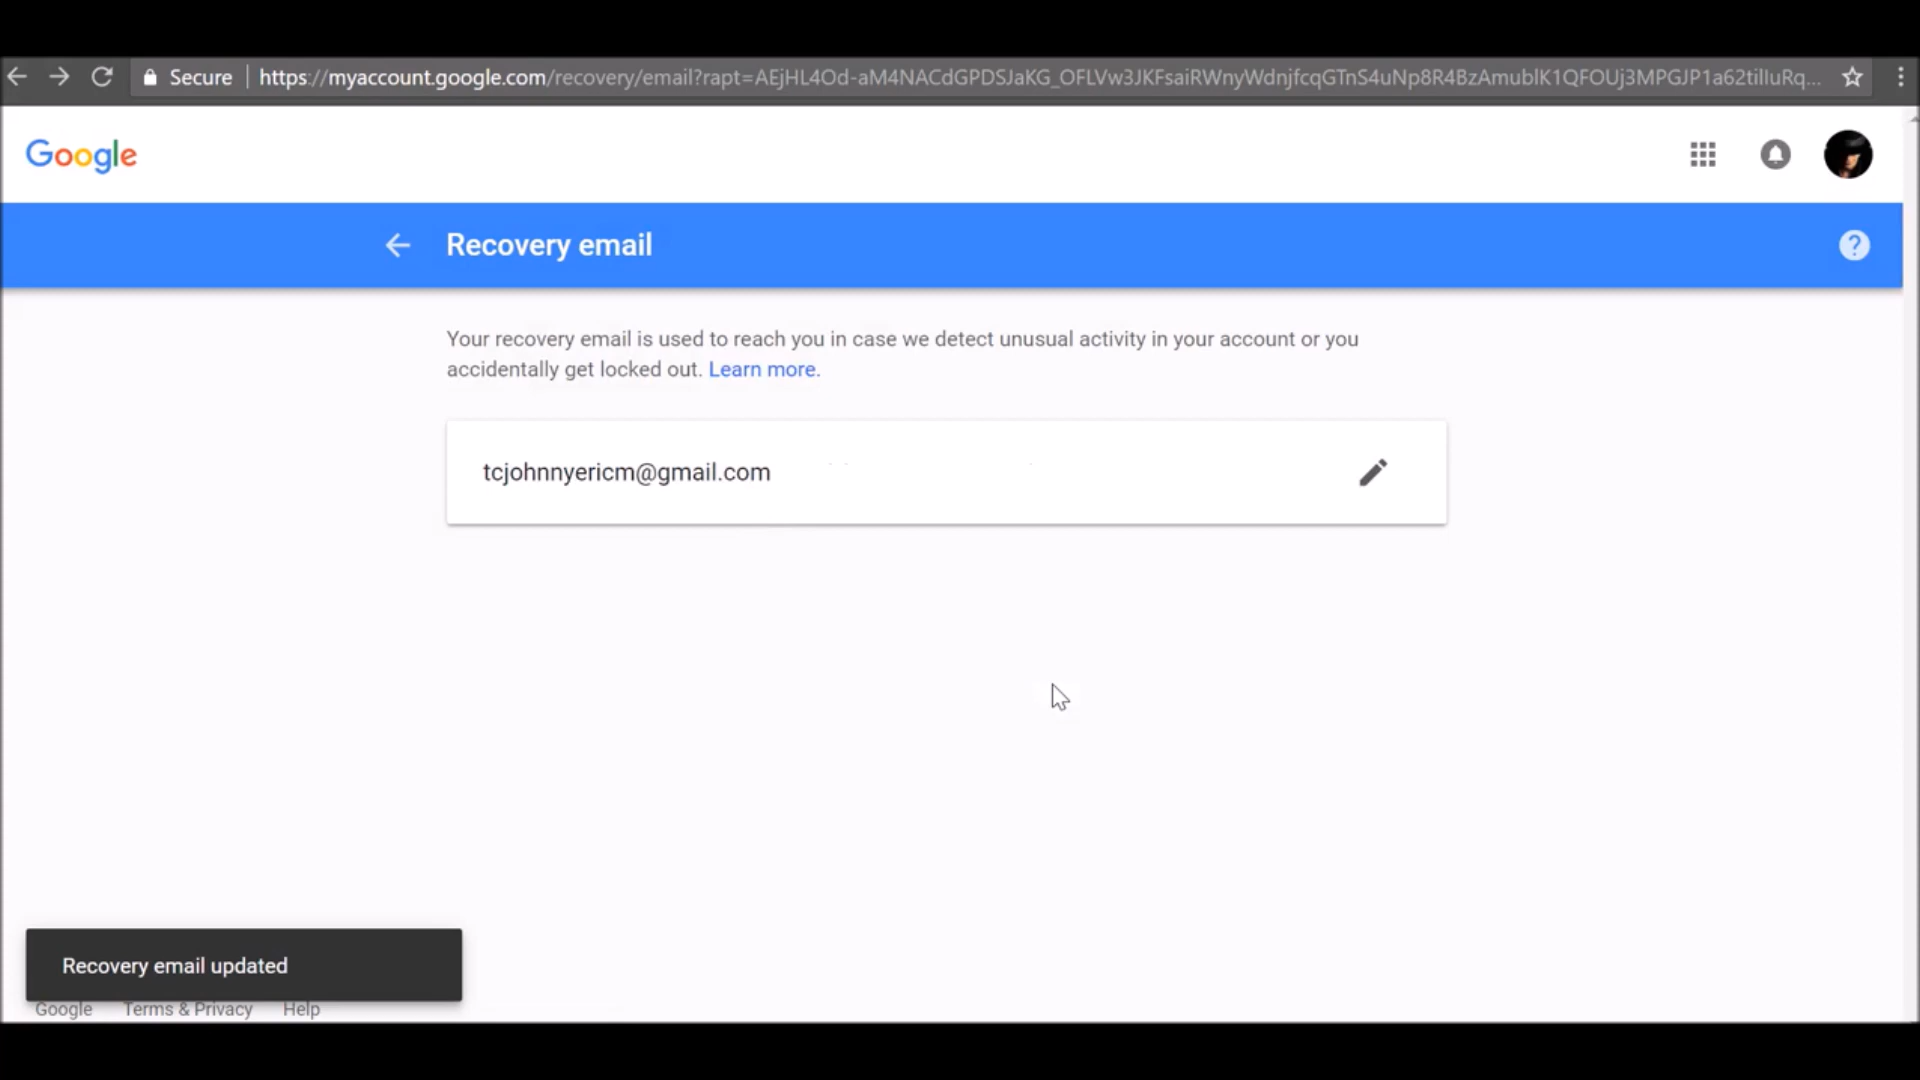 Secure https://myaccount.google.com/recovery/email?rapt=AEjHL4Od-aM4NACdGPDSJaKG_OFLVw3JKFsaiRWnyWdnjfcqGTnS4uNp8R4BzAmublK1QFOUj3MPGJP1a62tilIuRq...
Google
Recovery email
?
Your recovery email is used to reach you in case we detect unusual activity in your account or you
accidentally get locked out. Learn more.
tcjohnnyericm@gmail.com
Recovery email updated
Google Terms & Privacy Help